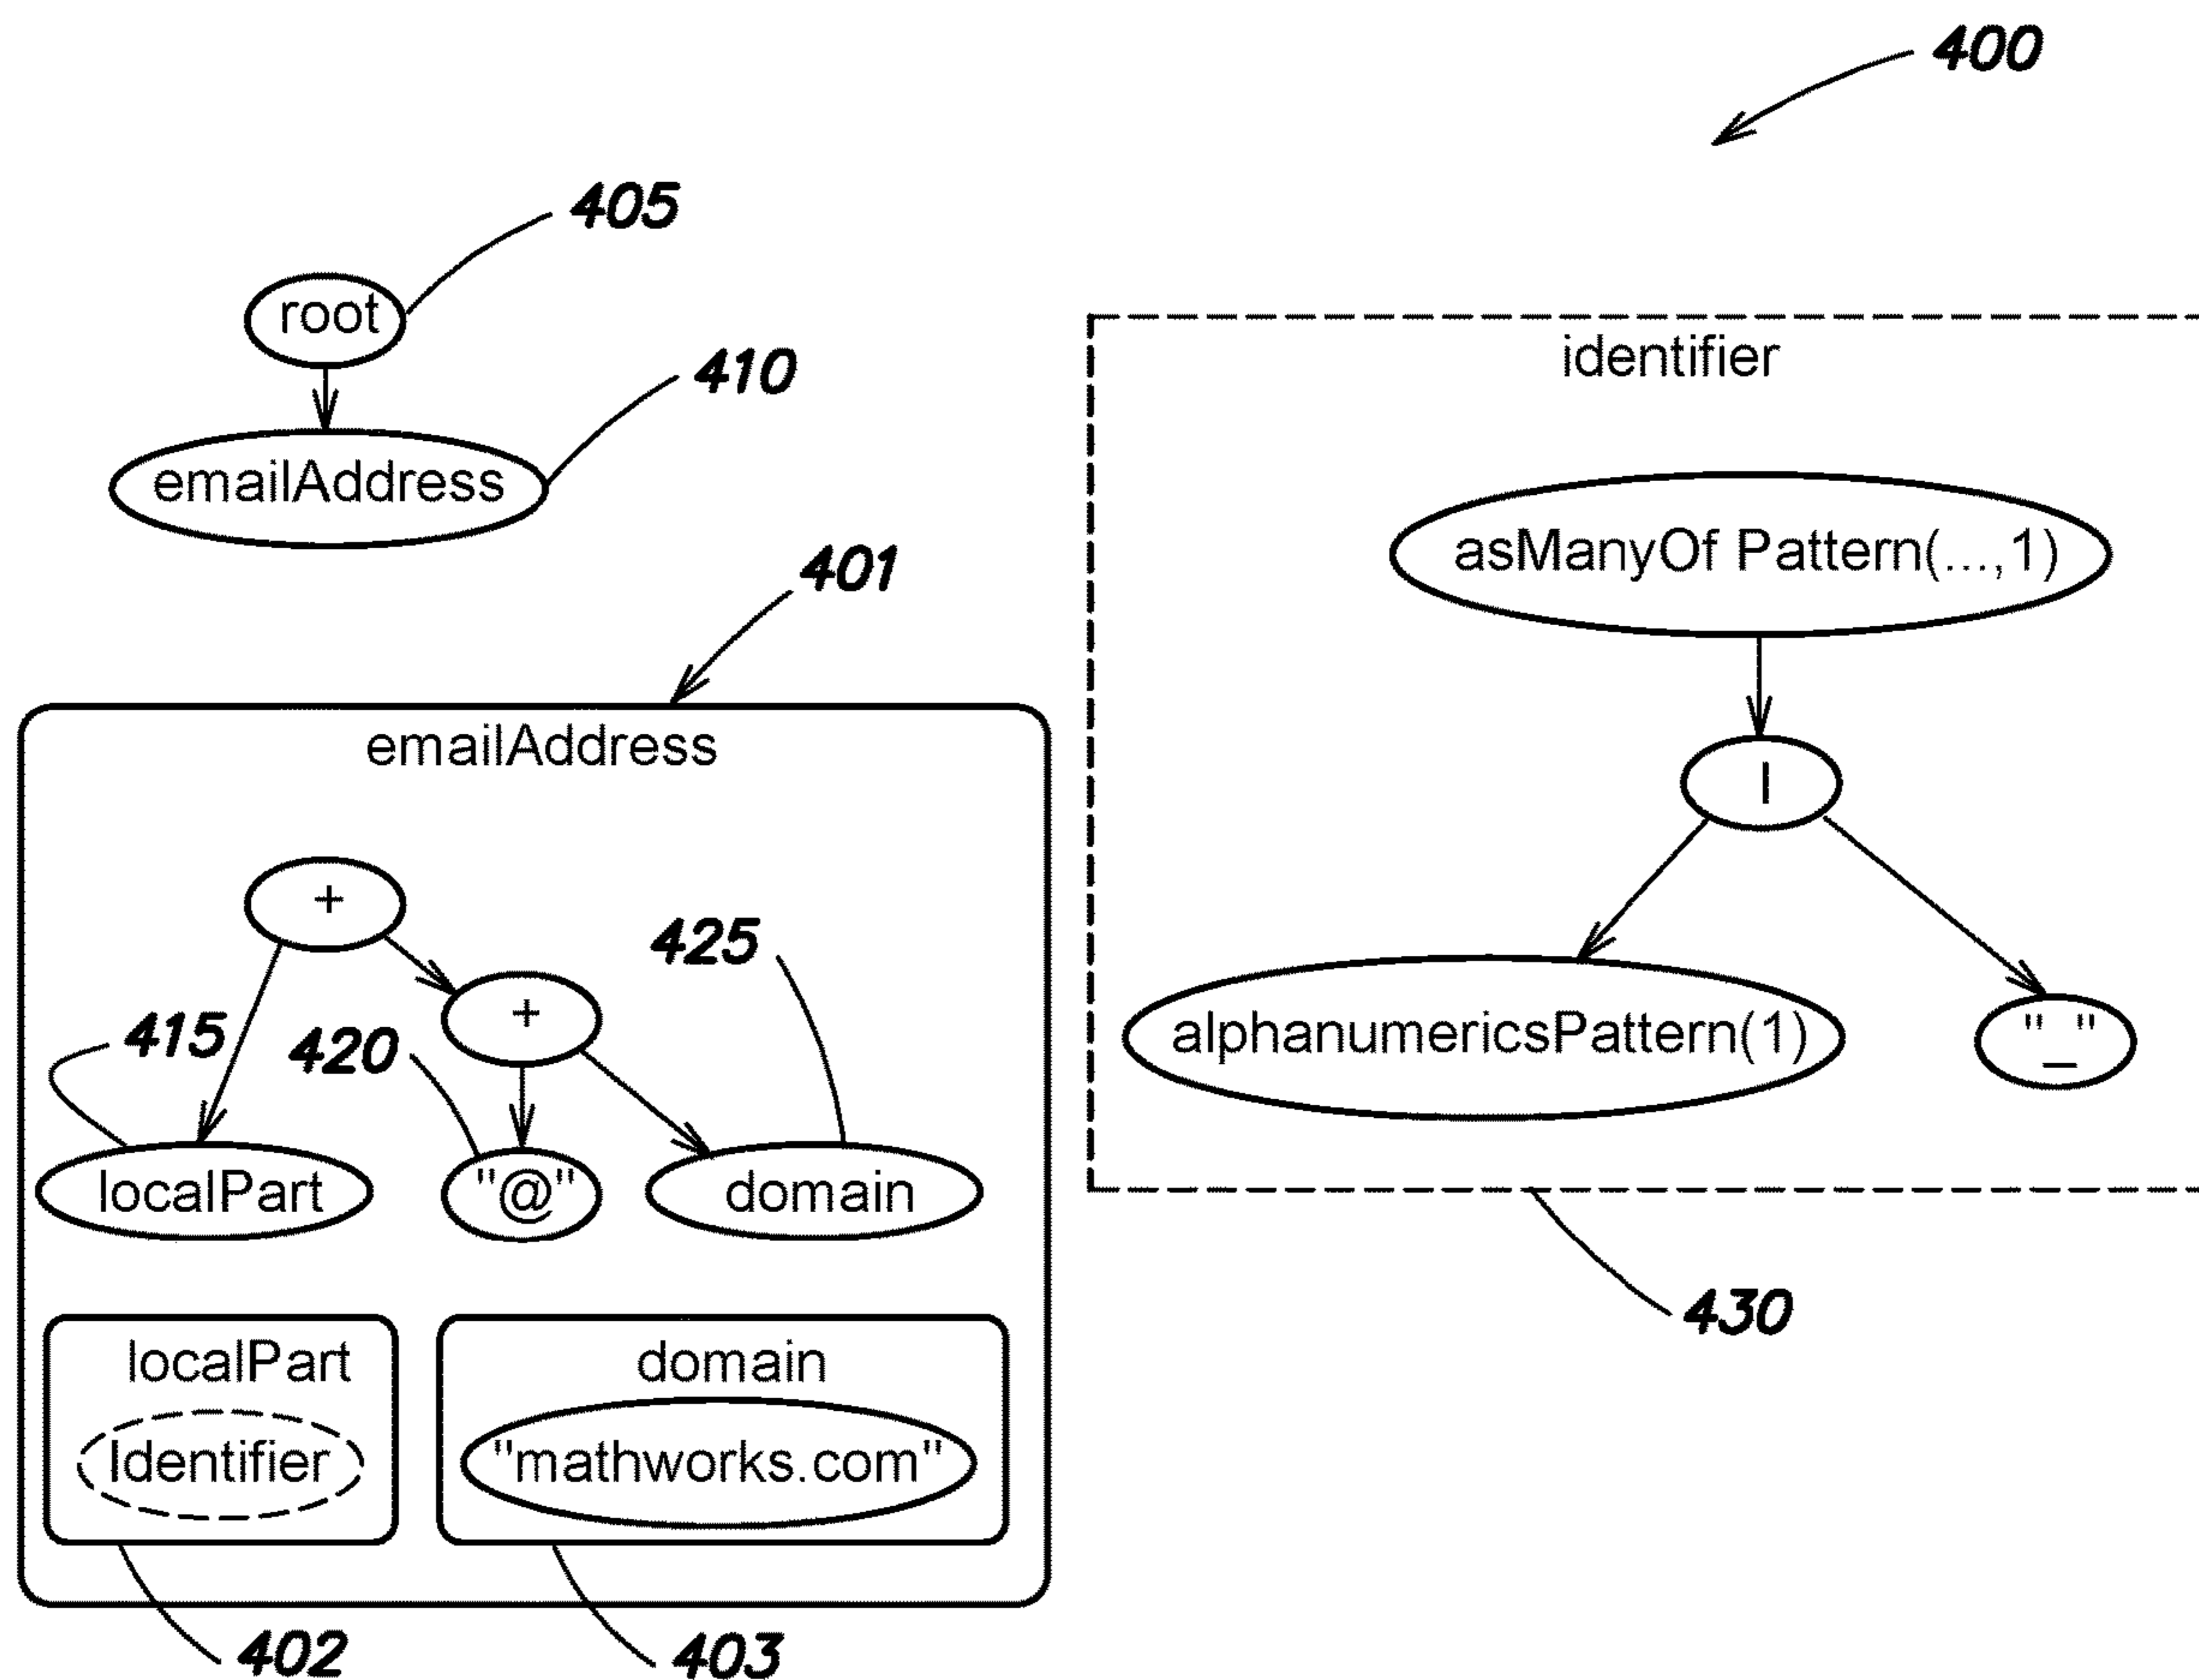 400
405
root
410
emailAddress
401
emailAddress
+
425
+
415
420
localPart
"@"
domain
localPart
Identifier
domain
"mathworks.com"
402
403
identifier
asManyOf Pattern(...,1)
|
alphanumericsPattern(1)
"_"
430